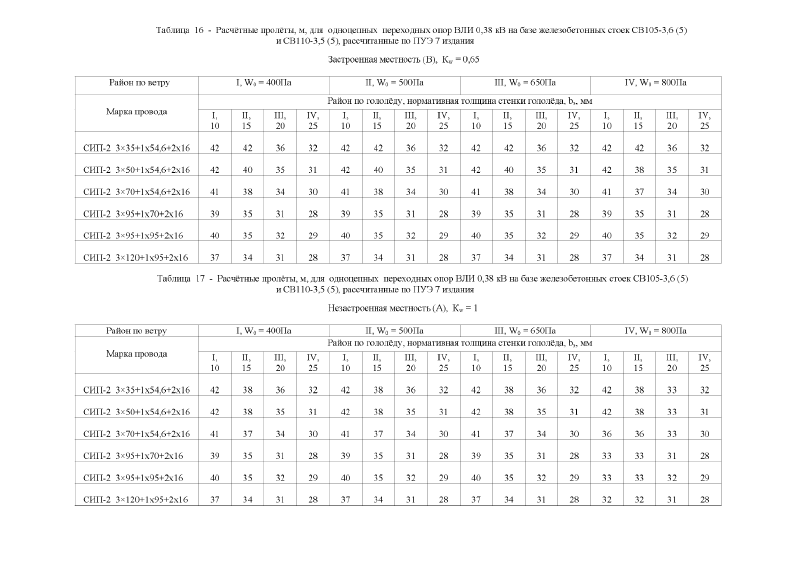 Таблица 16 - Расчётные пролёты, м, для одноцепных переходных опор ВЛИ 0,38 кВ на базе железобетонных стоек СВ105-3,6 (5)
и СВ110-3,5 (5), рассчитанные по ПУЭ 7 издания
Застроенная местность (В), Kw = 0,65
Район по ветру I, W₀ = 400Па II, W₀ = 500Па III, W₀ = 650Па IV, W₀ = 800Па
Марка провода Район по гололёду, нормативная толщина стенки гололёда, bэ, мм
I, II, III, IV, I, II, III, IV, I, II, III, IV, I, II, III, IV,
10 15 20 25 10 15 20 25 10 15 20 25 10 15 20 25
СИП-2 3×35+1х54,6+2х16 42 42 36 32 42 42 36 32 42 42 36 32 42 42 36 32
СИП-2 3×50+1х54,6+2х16 42 40 35 31 42 40 35 31 42 40 35 31 42 38 35 31
СИП-2 3×70+1х54,6+2х16 41 38 34 30 41 38 34 30 41 38 34 30 41 37 34 30
СИП-2 3×95+1х70+2х16 39 35 31 28 39 35 31 28 39 35 31 28 39 35 31 28
СИП-2 3×95+1х95+2х16 40 35 32 29 40 35 32 29 40 35 32 29 40 35 32 29
СИП-2 3×120+1х95+2х16 37 34 31 28 37 34 31 28 37 34 31 28 37 34 31 28
Таблица 17 - Расчётные пролёты, м, для одноцепных переходных опор ВЛИ 0,38 кВ на базе железобетонных стоек СВ105-3,6 (5)
и СВ110-3,5 (5), рассчитанные по ПУЭ 7 издания
Незастроенная местность (А), Kw = 1
Район по ветру I, W₀ = 400Па II, W₀ = 500Па III, W₀ = 650Па IV, W₀ = 800Па
Марка провода Район по гололёду, нормативная толщина стенки гололёда, bэ, мм
I, II, III, IV, I, II, III, IV, I, II, III, IV, I, II, III, IV,
10 15 20 25 10 15 20 25 10 15 20 25 10 15 20 25
СИП-2 3×35+1х54,6+2х16 42 38 36 32 42 38 36 32 42 38 36 32 42 38 33 32
СИП-2 3×50+1х54,6+2х16 42 38 35 31 42 38 35 31 42 38 35 31 42 38 33 31
СИП-2 3×70+1х54,6+2х16 41 37 34 30 41 37 34 30 41 37 34 30 36 36 33 30
СИП-2 3×95+1х70+2х16 39 35 31 28 39 35 31 28 39 35 31 28 33 33 31 28
СИП-2 3×95+1х95+2х16 40 35 32 29 40 35 32 29 40 35 32 29 33 33 32 29
СИП-2 3×120+1х95+2х16 37 34 31 28 37 34 31 28 37 34 31 28 32 32 31 28